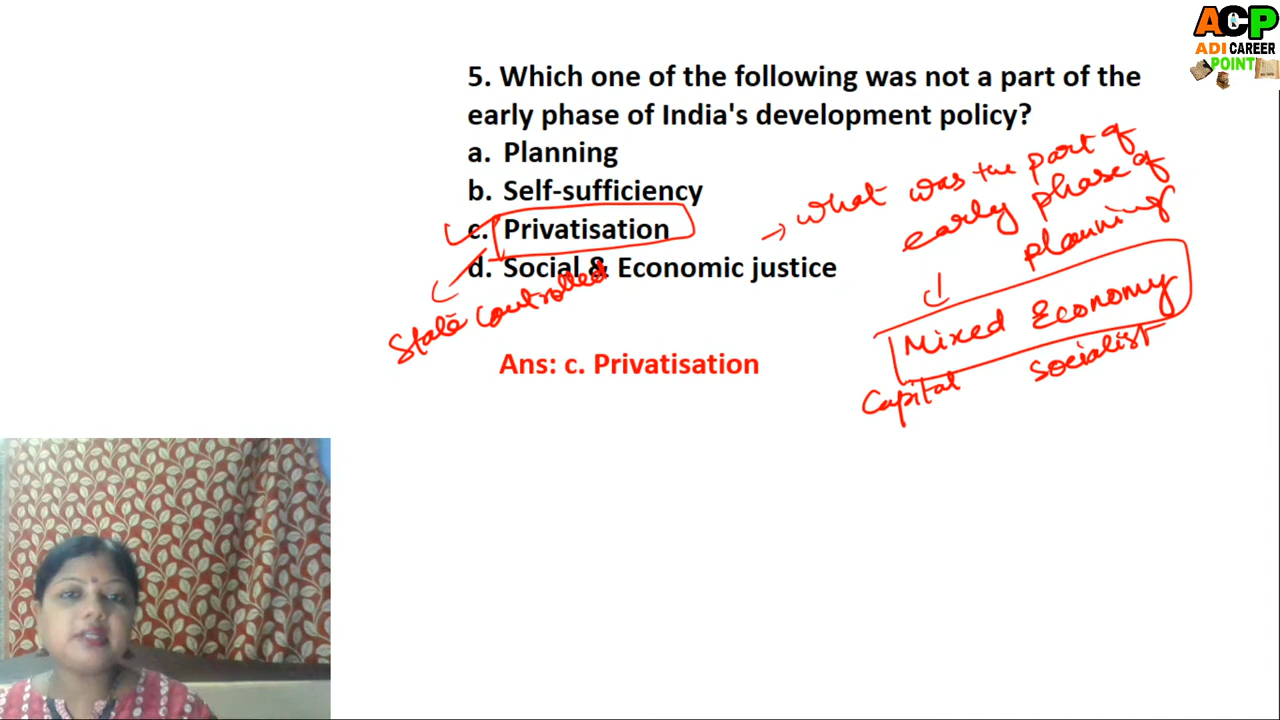 ACP
ADI CAREER
POINT
5. Which one of the following was not a part of the
early phase of India's development policy?
a. Planning
b. Self-sufficiency
c. Privatisation
d. Social & Economic justice
State controlled
Ans: c. Privatisation
→ what was the part of
early phase of
planning
Mixed Economy
Capital Socialist